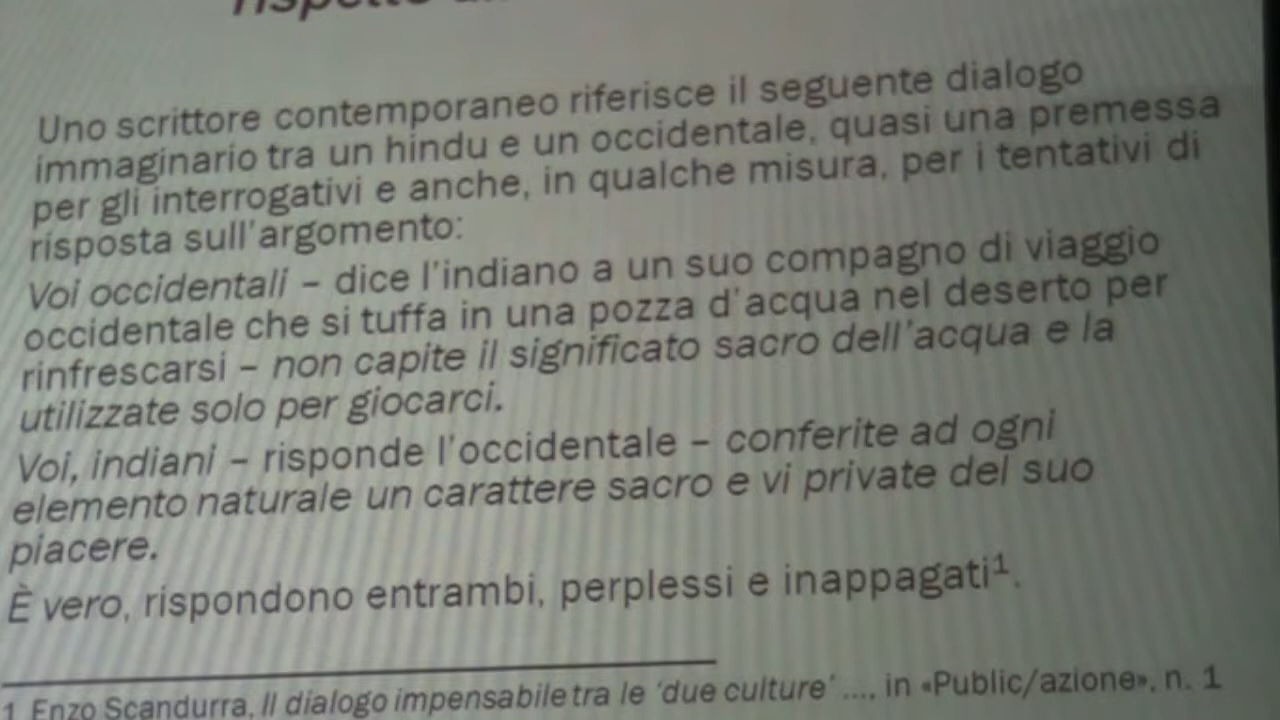 rispetto
Uno scrittore contemporaneo riferisce il seguente dialogo
immaginario tra un hindu e un occidentale, quasi una premessa
per gli interrogativi e anche, in qualche misura, per i tentativi di
risposta sull'argomento:
Voi occidentali – dice l'indiano a un suo compagno di viaggio
occidentale che si tuffa in una pozza d'acqua nel deserto per
rinfrescarsi – non capite il significato sacro dell'acqua e la
utilizzate solo per giocarci.
Voi, indiani – risponde l'occidentale – conferite ad ogni
elemento naturale un carattere sacro e vi private del suo
piacere.
È vero, rispondono entrambi, perplessi e inappagati¹.
1 Enzo Scandurra, Il dialogo impensabile tra le 'due culture' ..., in «Public/azione», n. 1